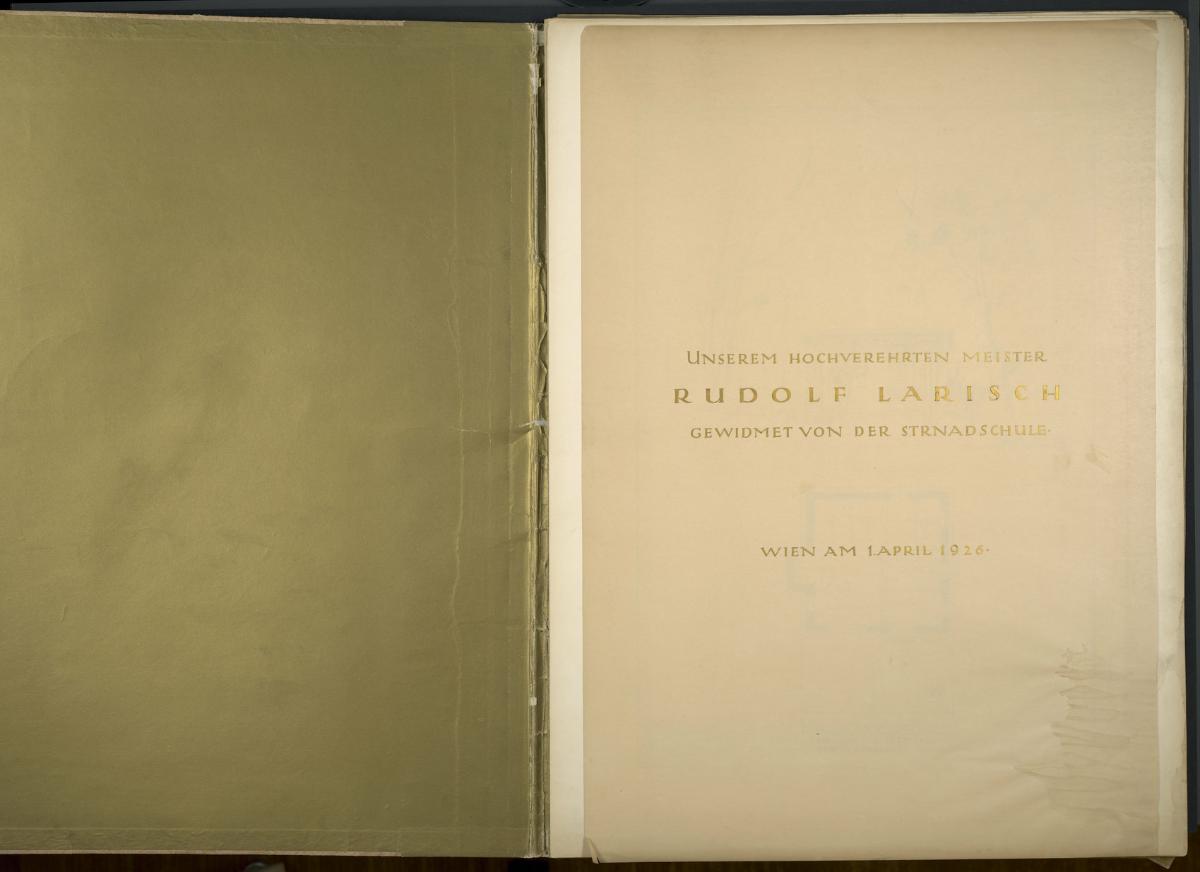 UNSEREM HOCHVEREHRTEN MEISTER
RUDOLF LARISCH
GEWIDMET VON DER STRNADSCHULE·
WIEN AM 1.APRIL 1926·